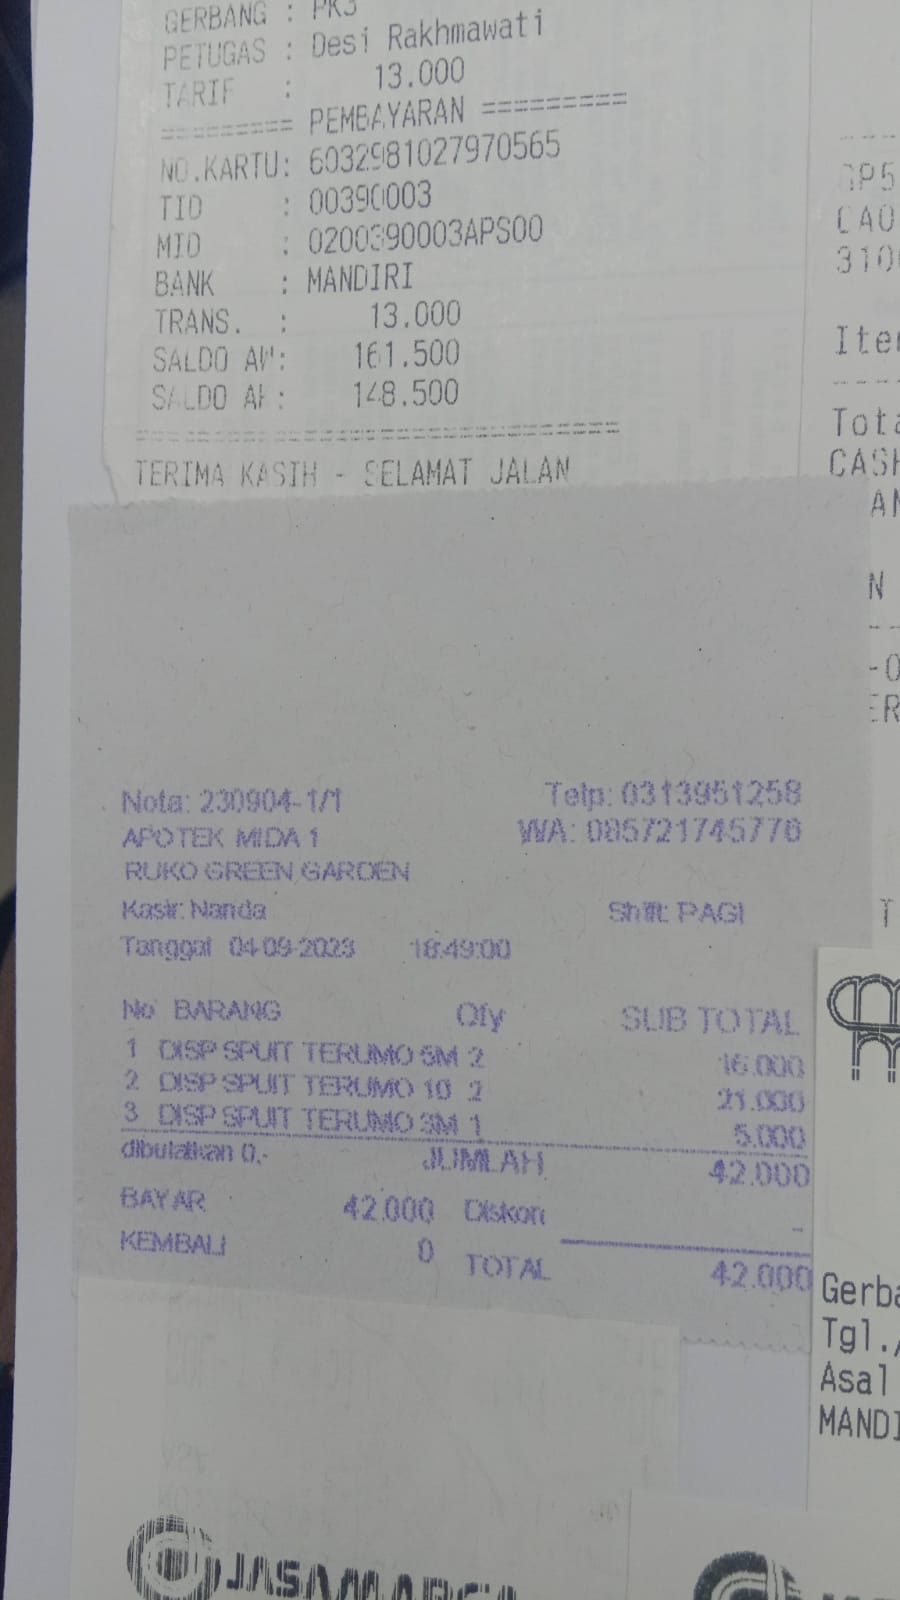 GERBANG : PK3
PETUGAS : Desi Rakhmawati
TARIF : 13.000
========= PEMBAYARAN =========
NO.KARTU: 6032981027970565
TID : 00390003
MID : 0200390003APS00
BANK : MANDIRI
TRANS. : 13.000
SALDO AW: 161.500
SALDO AK: 148.500
==============================
TERIMA KASIH - SELAMAT JALAN
Nota: 230904-1/1 Telp: 0313951258
APOTEK MIDA 1 WA: 085721745776
RUKO GREEN GARDEN
Kasir: Nanda Shift: PAGI
Tanggal 04-09-2023 18:49:00
No BARANG Qty SUB TOTAL
1 DISP SPUIT TERUMO 5M 2 16.000
2 DISP SPUIT TERUMO 10 2 21.000
3 DISP SPUIT TERUMO 3M 1 5.000
dibulatkan 0,- JUMLAH 42.000
BAYAR 42.000 Diskon -
KEMBALI 0 TOTAL 42.000
JASAMARGA
CAO
310
Ite
Tota
CASH
Gerba
Tgl./
Asal
MANDI